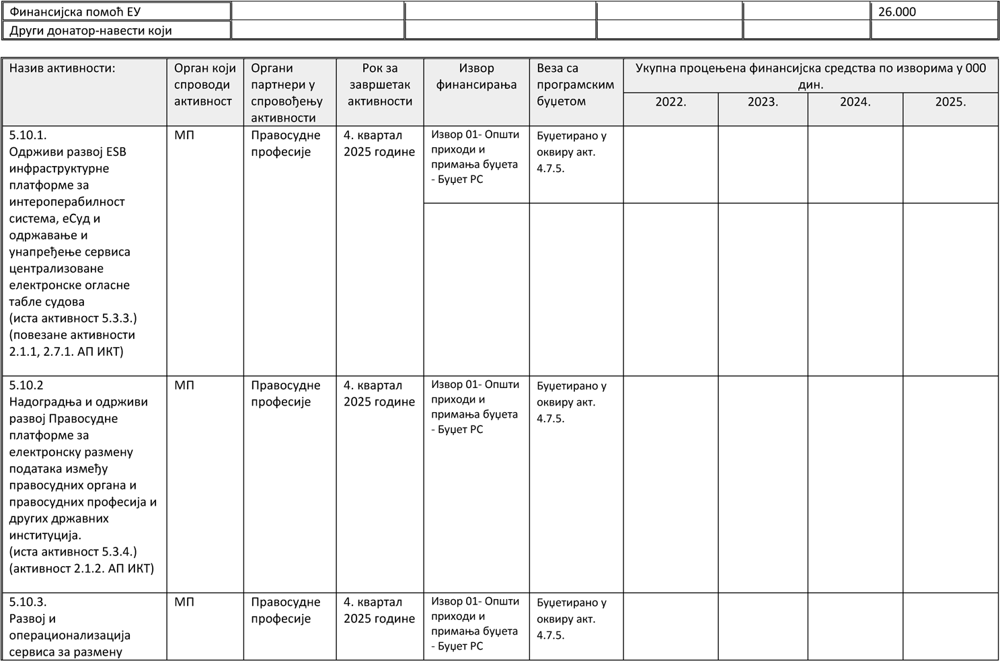 Финансијска помоћ ЕУ
26.000
Други донатор-навести који
Назив активности:
Орган који
спроводи
активност
Органи
партнери у
спровођењу
активности
Рок за
завршетак
активности
Извор
финансирања
Веза са
програмским
буџетом
Укупна процењена финансијска средства по изворима у 000
дин.
2022.
2023.
2024.
2025.
5.10.1.
Одрживи развој ESB
инфраструктурне
платформе за
интероперабилност
система, еСуд и
одржавање и
унапређење сервиса
централизоване
електронске огласне
табле судова
(иста активност 5.3.3.)
(повезане активности
2.1.1, 2.7.1. АП ИКТ)
МП
Правосудне
професије
4. квартал
2025 године
Извор 01- Општи
приходи и
примања буџета
- Буџет РС
Буџетирано у
оквиру акт.
4.7.5.
5.10.2
Надоградња и одрживи
развој Правосудне
платформе за
електронску размену
података између
правосудних органа и
правосудних професија и
других државних
институција.
(иста активност 5.3.4.)
(активност 2.1.2. АП ИКТ)
МП
Правосудне
професије
4. квартал
2025 године
Извор 01- Општи
приходи и
примања буџета
- Буџет РС
Буџетирано у
оквиру акт.
4.7.5.
5.10.3.
Развој и
операционализација
сервиса за размену
МП
Правосудне
професије
4. квартал
2025 године
Извор 01- Општи
приходи и
примања буџета
- Буџет РС
Буџетирано у
оквиру акт.
4.7.5.